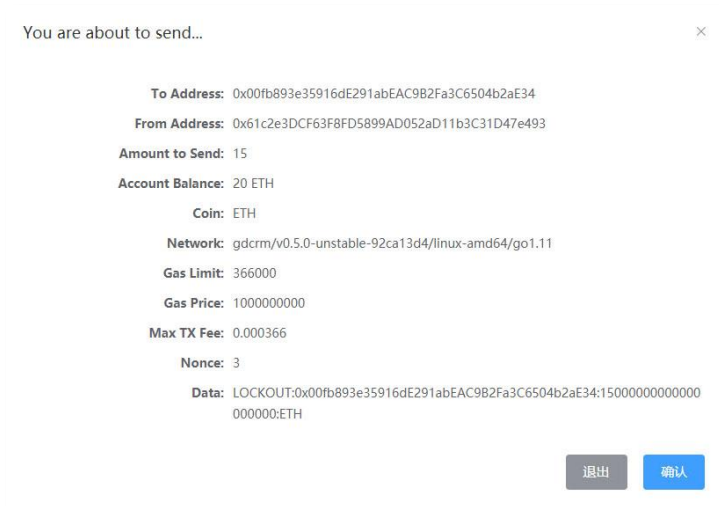 You are about to send...
To Address: 0x00fb893e35916dE291abEAC9B2Fa3C6504b2aE34
From Address: 0x61c2e3DCF63F8FD5899AD052aD11b3C31D47e493
Amount to Send: 15
Account Balance: 20 ETH
Coin: ETH
Network: gdcrm/v0.5.0-unstable-92ca13d4/linux-amd64/go1.11
Gas Limit: 366000
Gas Price: 1000000000
Max TX Fee: 0.000366
Nonce: 3
Data: LOCKOUT:0x00fb893e35916dE291abEAC9B2Fa3C6504b2aE34:15000000000000
000000:ETH
退出 确认